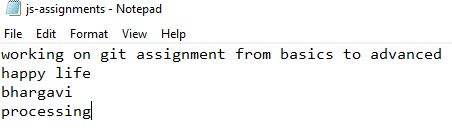 js-assignments - Notepad
File Edit Format View Help
working on git assignment from basics to advanced
happy life
bhargavi
processing